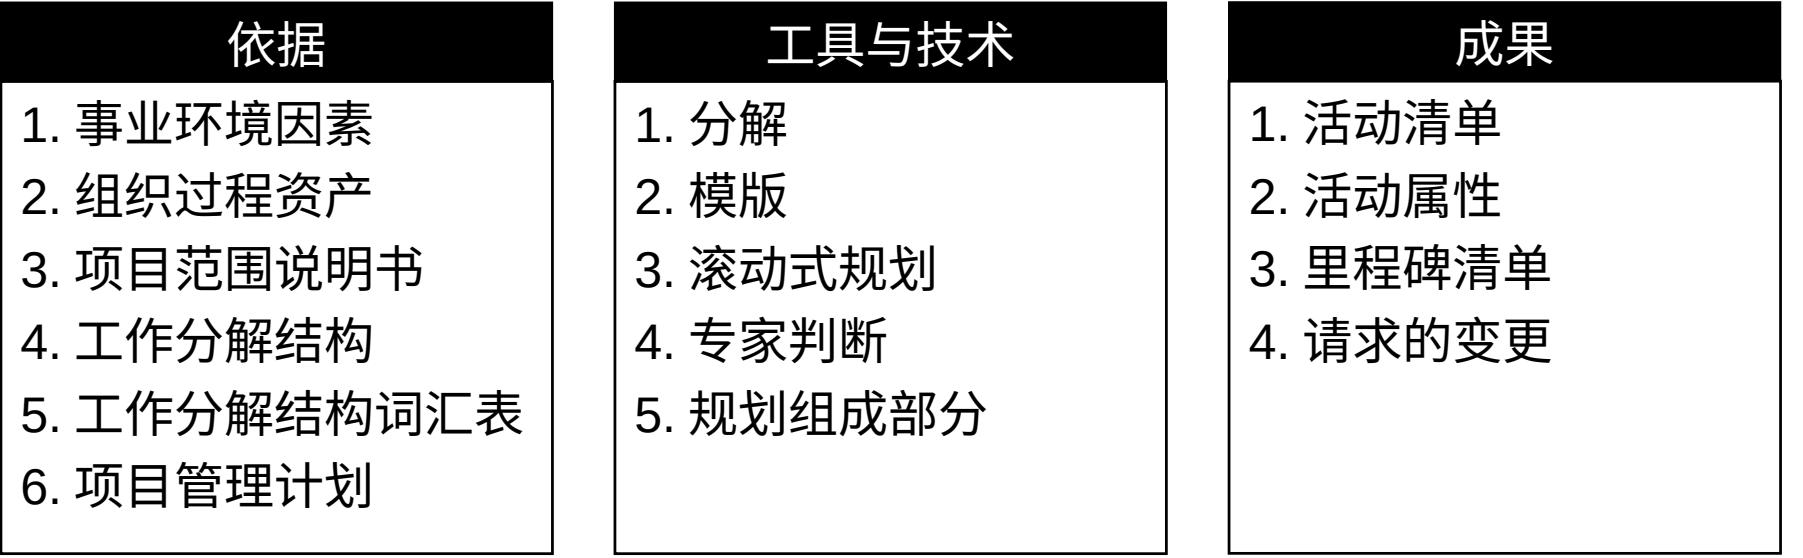 依据
1. 事业环境因素
2. 组织过程资产
3. 项目范围说明书
4. 工作分解结构
5. 工作分解结构词汇表
6. 项目管理计划
工具与技术
1. 分解
2. 模版
3. 滚动式规划
4. 专家判断
5. 规划组成部分
成果
1. 活动清单
2. 活动属性
3. 里程碑清单
4. 请求的变更